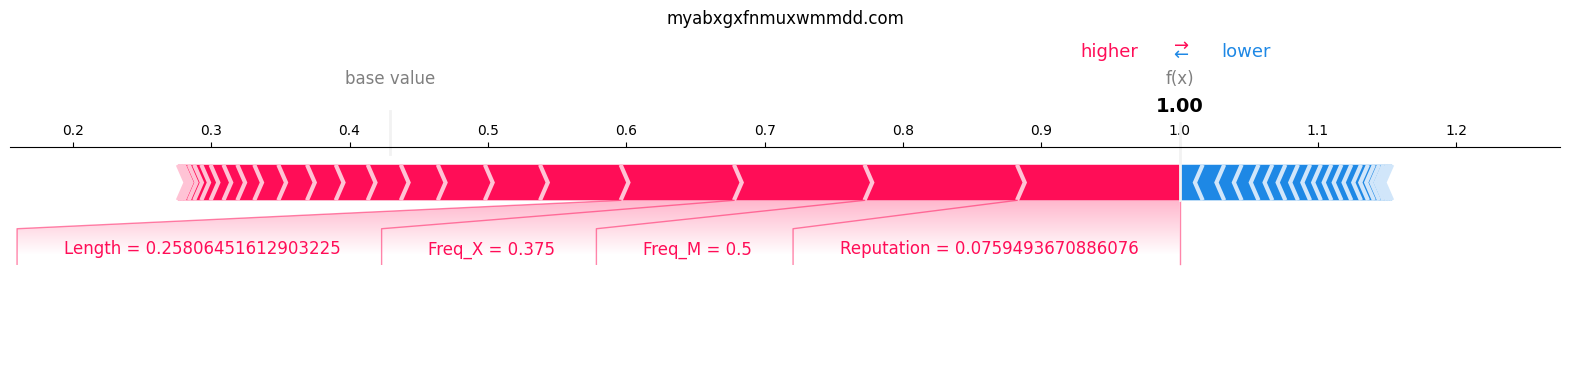 myabxgxfnmuxwmmdd.com
higher → ← lower
base value f(x)
1.00
0.2 0.3 0.4 0.5 0.6 0.7 0.8 0.9 1.0 1.1 1.2
Length = 0.25806451612903225 Freq_X = 0.375 Freq_M = 0.5 Reputation = 0.0759493670886076